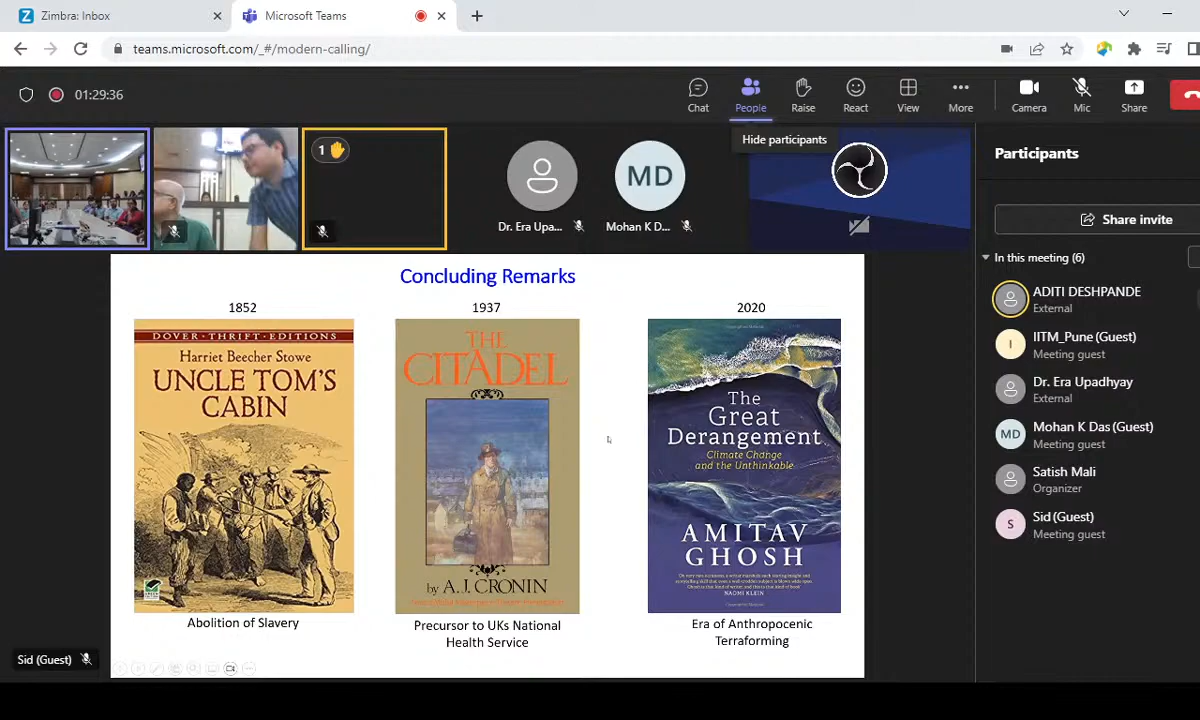 Zimbra: Inbox
Microsoft Teams
teams.microsoft.com/_#/modern-calling/
01:29:36
Chat
People
Raise
React
View
More
Camera
Mic
Share
Hide participants
1
MD
Dr. Era Upa...
Mohan K D...
Participants
Share invite
In this meeting (6)
ADITI DESHPANDE
External
I
IITM_Pune (Guest)
Meeting guest
Dr. Era Upadhyay
External
MD
Mohan K Das (Guest)
Meeting guest
Satish Mali
Organizer
S
Sid (Guest)
Meeting guest
Concluding Remarks
1852
DOVER · THRIFT · EDITIONS
Harriet Beecher Stowe
UNCLE TOM'S
CABIN
Abolition of Slavery
1937
THE
CITADEL
by A.J. CRONIN
Precursor to UKs National
Health Service
2020
The
Great
Derangement
Climate Change
and the Unthinkable
AMITAV
GHOSH
NAOMI KLEIN
Era of Anthropocenic
Terraforming
Sid (Guest)